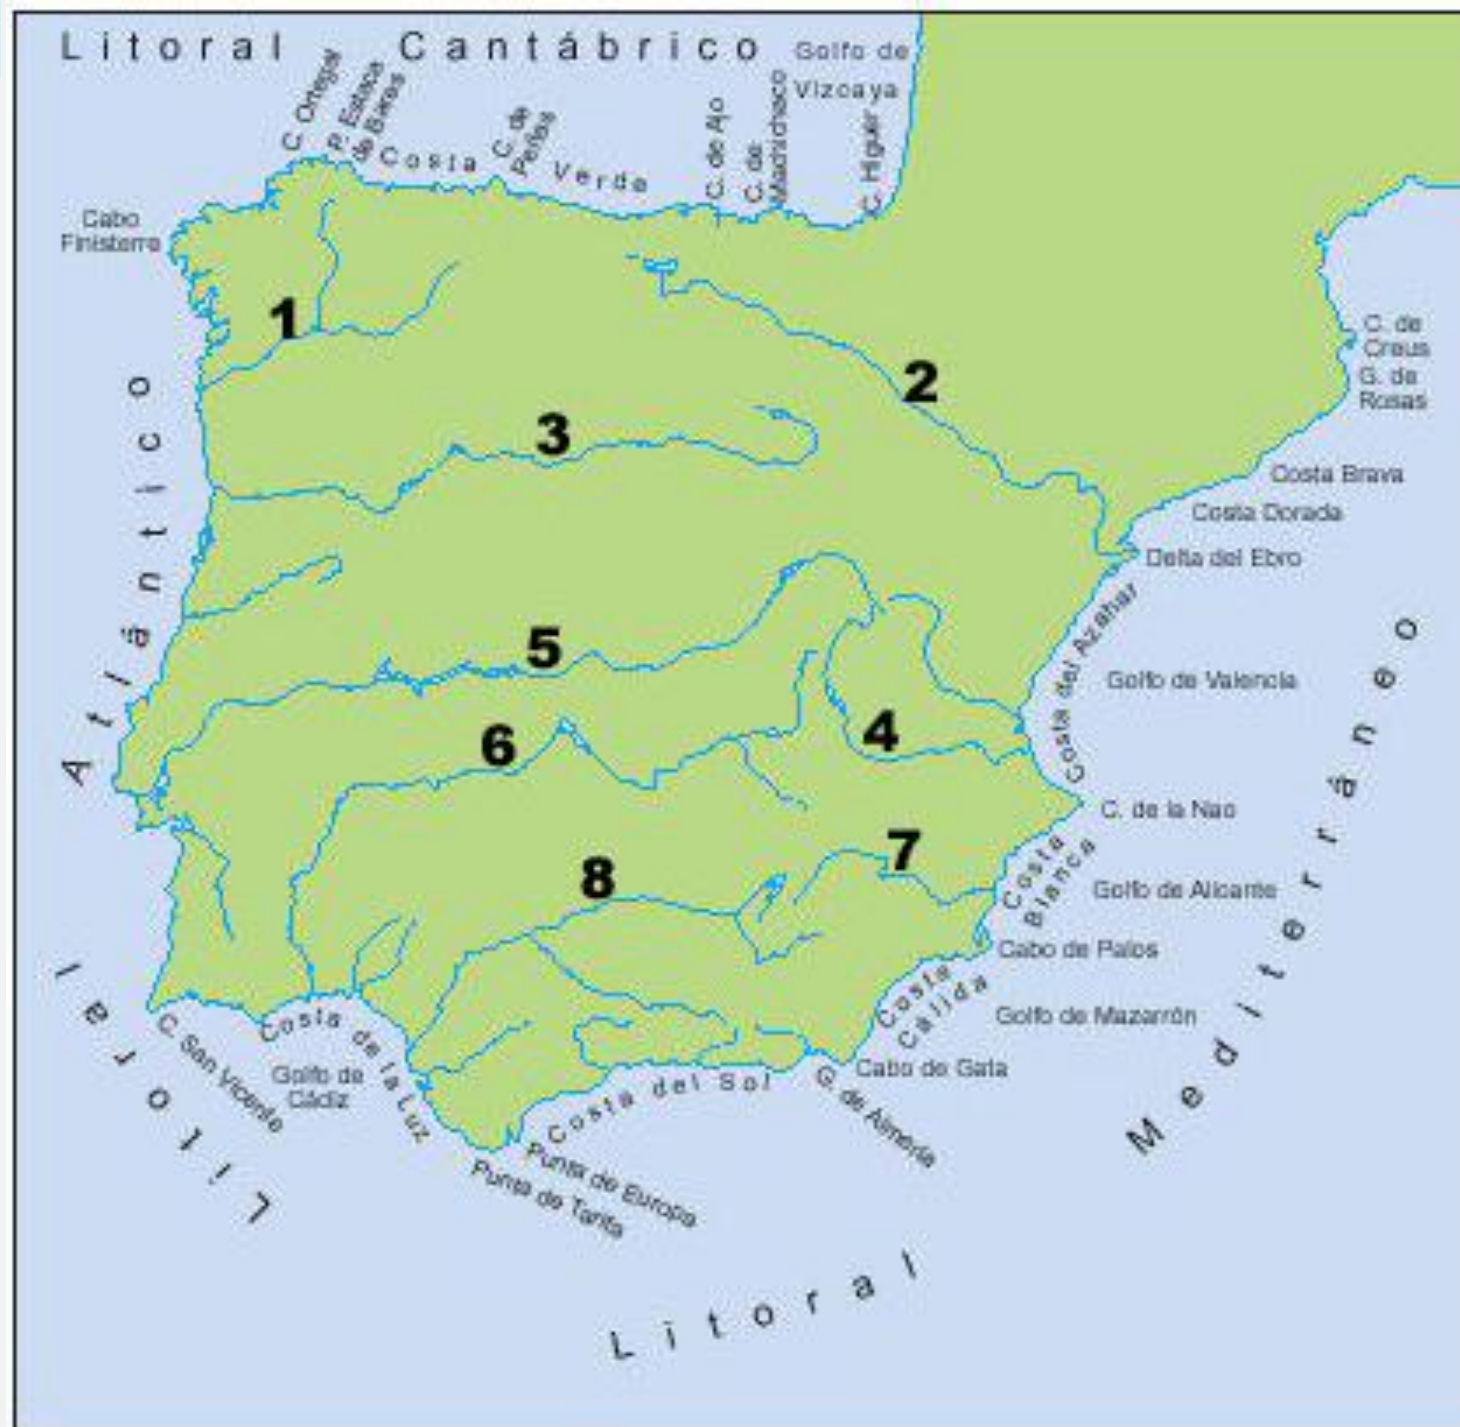 Litoral Cantábrico
Golfo de
Vizcaya
C. Ortegal
P. Estaca
de Bares
Costa Verde
C. de
Peñas
C. de Ajo
C. de
Machichaco
C. Higuer
Cabo
Finisterre
1
2
3
C. de
Creus
G. de
Rosas
Costa Brava
Costa Dorada
Delta del Ebro
Costa del Azahar
5
Golfo de Valencia
6
4
C. de la Nao
7
8
Costa
Blanca
Golfo de Alicante
Cabo de Palos
Costa
Cálida
Golfo de Mazarrón
Cabo de Gata
G. de Almería
Costa del Sol
Punta de Europa
Punta de Tarifa
Costa de la Luz
Golfo de
Cádiz
C. San Vicente
Litoral Atlántico
Litoral Mediterráneo